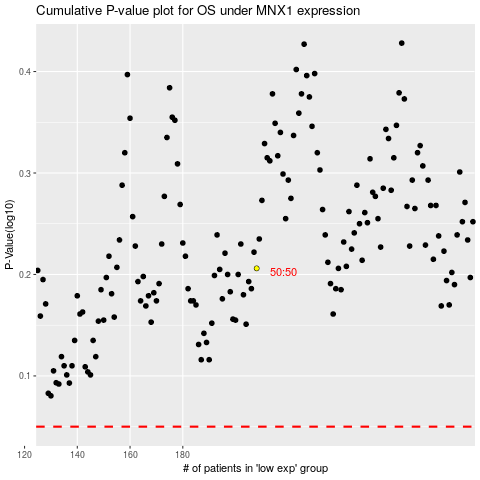 Cumulative P-value plot for OS under MNX1 expression
P-Value(log10)
0.4
0.3
0.2
0.1
50:50
120 140 160 180
# of patients in 'low exp' group